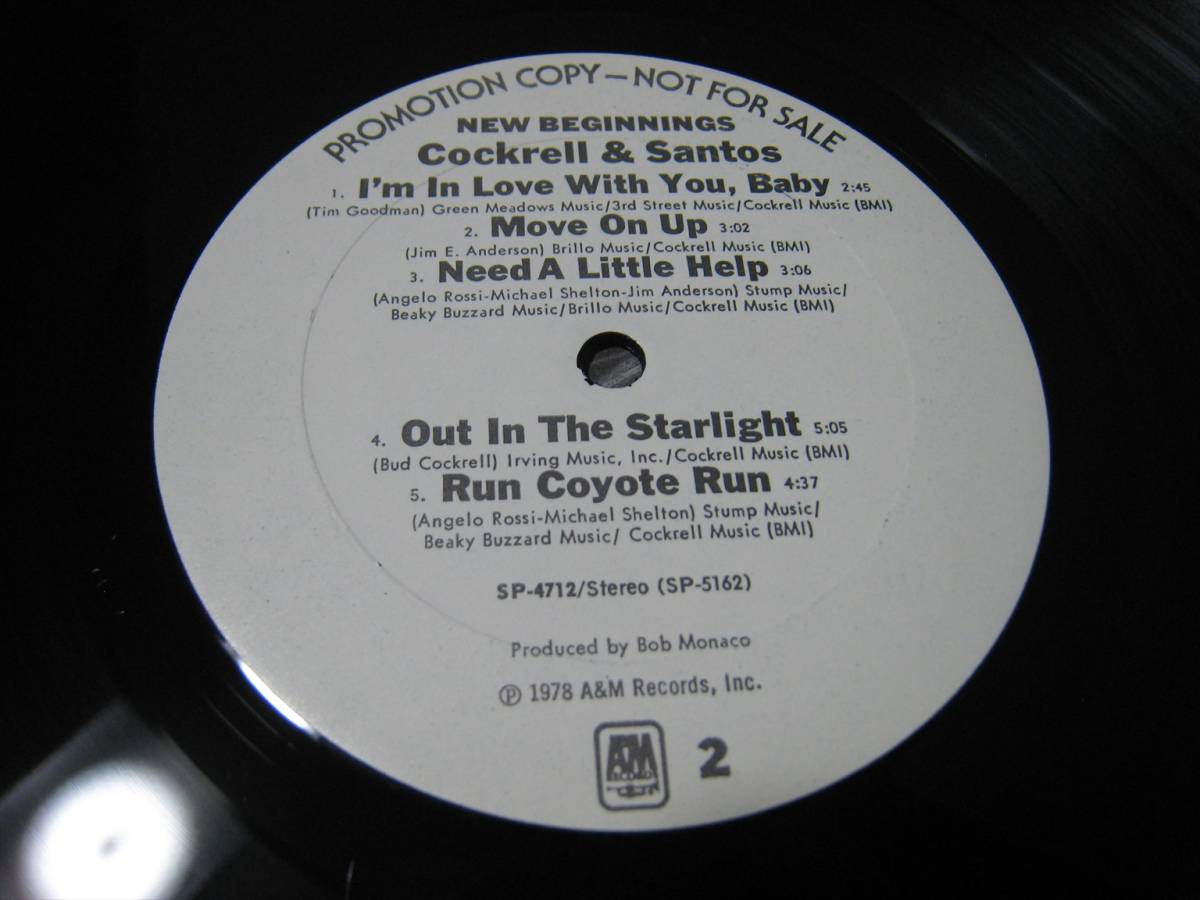 PROMOTION COPY—NOT FOR SALE
NEW BEGINNINGS
Cockrell & Santos
1. I'm In Love With You, Baby 2:45
(Tim Goodman) Green Meadows Music/3rd Street Music/Cockrell Music (BMI)
2. Move On Up 3:02
(Jim E. Anderson) Brillo Music/Cockrell Music (BMI)
3. Need A Little Help 3:06
(Angelo Rossi-Michael Shelton-Jim Anderson) Stump Music/
Beaky Buzzard Music/Brillo Music/Cockrell Music (BMI)
4. Out In The Starlight 5:05
(Bud Cockrell) Irving Music, Inc./Cockrell Music (BMI)
5. Run Coyote Run 4:37
(Angelo Rossi-Michael Shelton) Stump Music/
Beaky Buzzard Music/ Cockrell Music (BMI)
SP-4712/Stereo (SP-5162)
Produced by Bob Monaco
℗ 1978 A&M Records, Inc.
A&M RECORDS 2